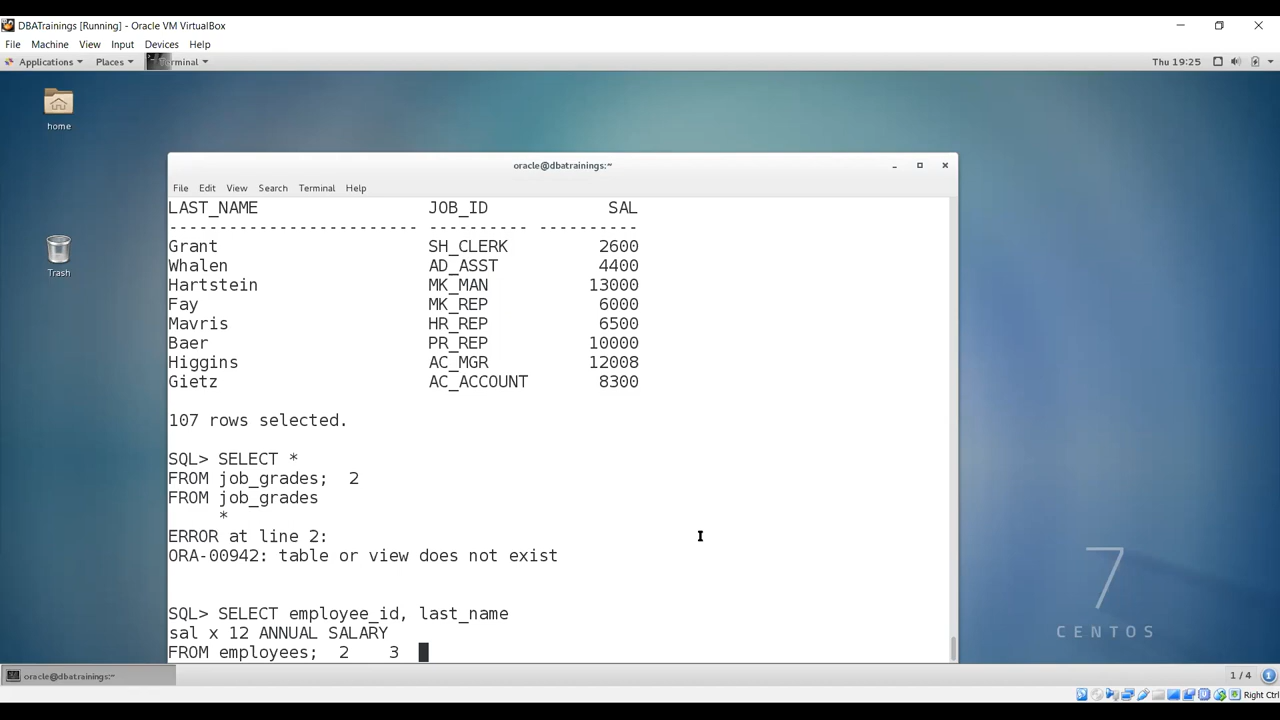 DBATrainings [Running] - Oracle VM VirtualBox
File Machine View Input Devices Help
Applications Places Terminal Thu 19:25
home
Trash
oracle@dbatrainings:~
File Edit View Search Terminal Help
LAST_NAME JOB_ID SAL
------------------------- ---------- ----------
Grant SH_CLERK 2600
Whalen AD_ASST 4400
Hartstein MK_MAN 13000
Fay MK_REP 6000
Mavris HR_REP 6500
Baer PR_REP 10000
Higgins AC_MGR 12008
Gietz AC_ACCOUNT 8300
107 rows selected.
SQL> SELECT *
FROM job_grades; 2
FROM job_grades
*
ERROR at line 2:
ORA-00942: table or view does not exist
SQL> SELECT employee_id, last_name
sal x 12 ANNUAL SALARY
FROM employees; 2 3
7
CENTOS
oracle@dbatrainings:~
1 / 4
Right Ctrl